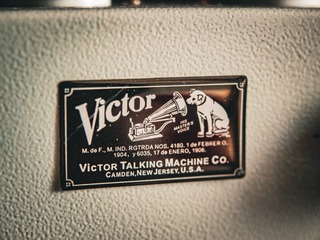 Victor
HIS
MASTER'S
VOICE
M. de F., M. IND. RGTRDA NOS. 4180. 1 de FEBRERO.
1904, y 6035, 17 de ENERO, 1906.
VICTOR TALKING MACHINE CO.
CAMDEN, NEW JERSEY, U.S.A.